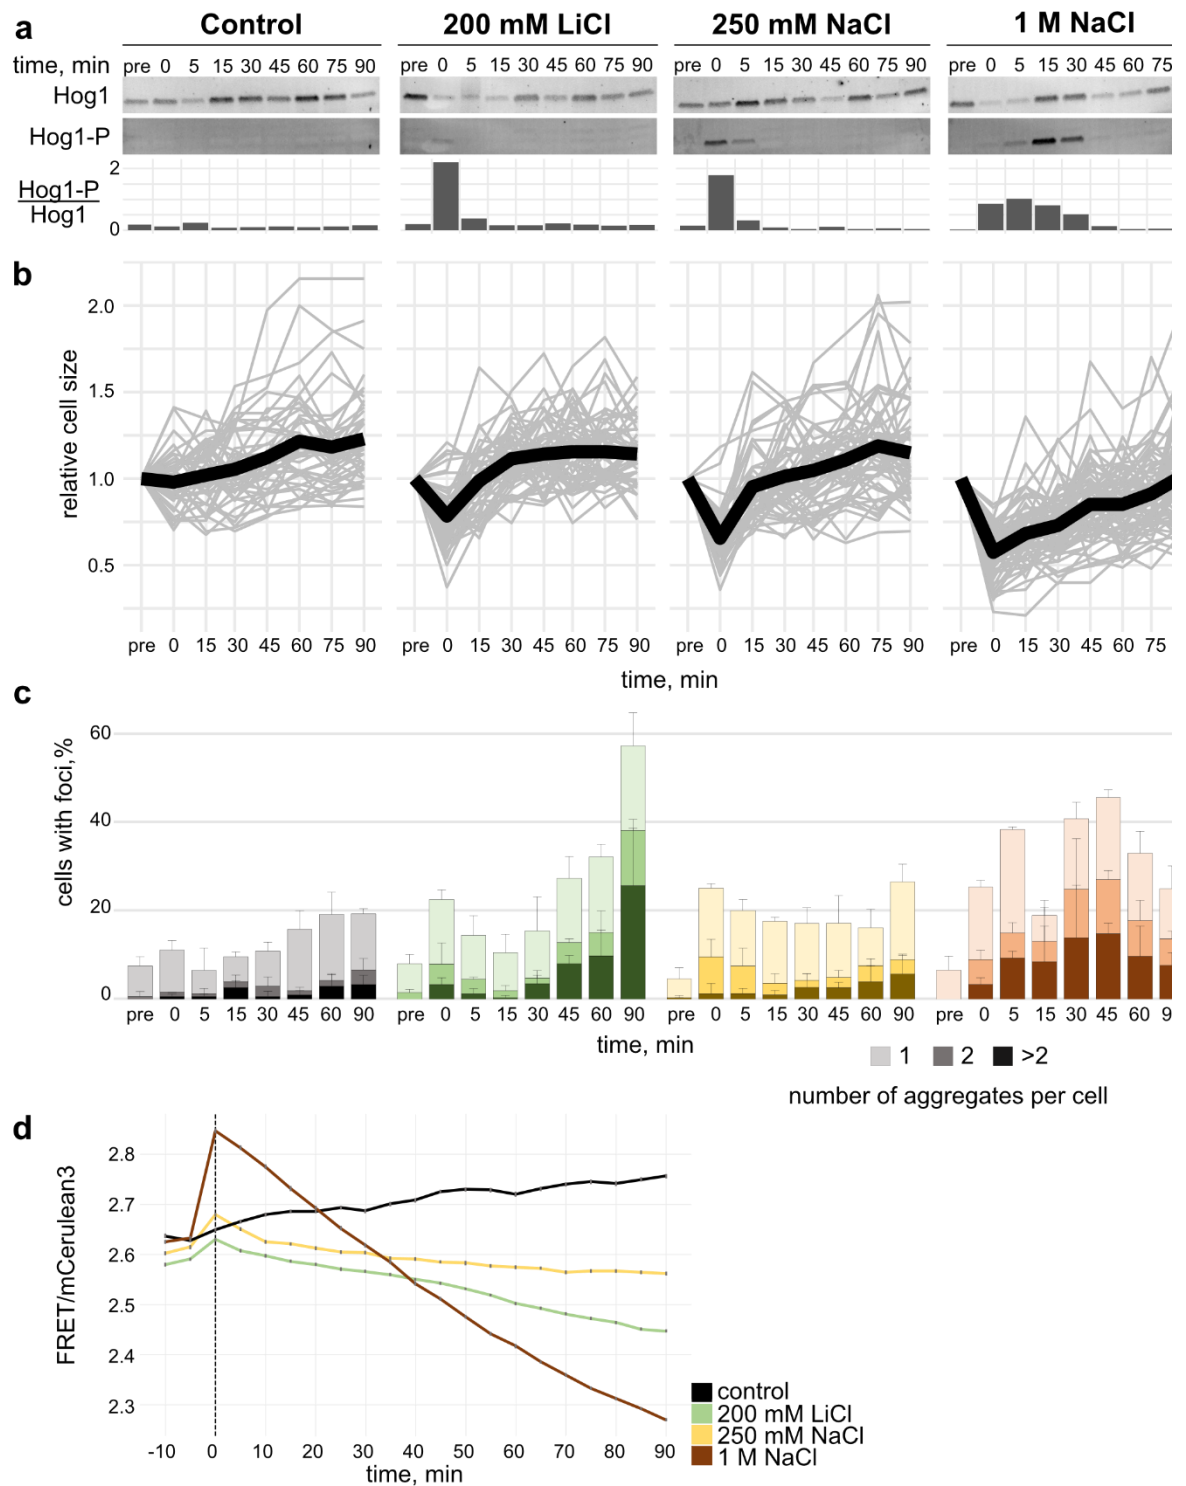 a
Control 200 mM LiCl 250 mM NaCl 1 M NaCl
time, min pre 0 5 15 30 45 60 75 90 pre 0 5 15 30 45 60 75 90 pre 0 5 15 30 45 60 75 90 pre 0 5 15 30 45 60 75
Hog1
Hog1-P
Hog1-P
Hog1
2
0
b
relative cell size
2.0
1.5
1.0
0.5
pre 0 15 30 45 60 75 90 pre 0 15 30 45 60 75 90 pre 0 15 30 45 60 75 90 pre 0 15 30 45 60 75
time, min
c
cells with foci,%
60
40
20
0
pre 0 5 15 30 45 60 90 pre 0 5 15 30 45 60 90 pre 0 5 15 30 45 60 90 pre 0 5 15 30 45 60 9
time, min
1 2 >2
number of aggregates per cell
d
FRET/mCerulean3
2.8
2.7
2.6
2.5
2.4
2.3
-10 0 10 20 30 40 50 60 70 80 90
time, min
control
200 mM LiCl
250 mM NaCl
1 M NaCl